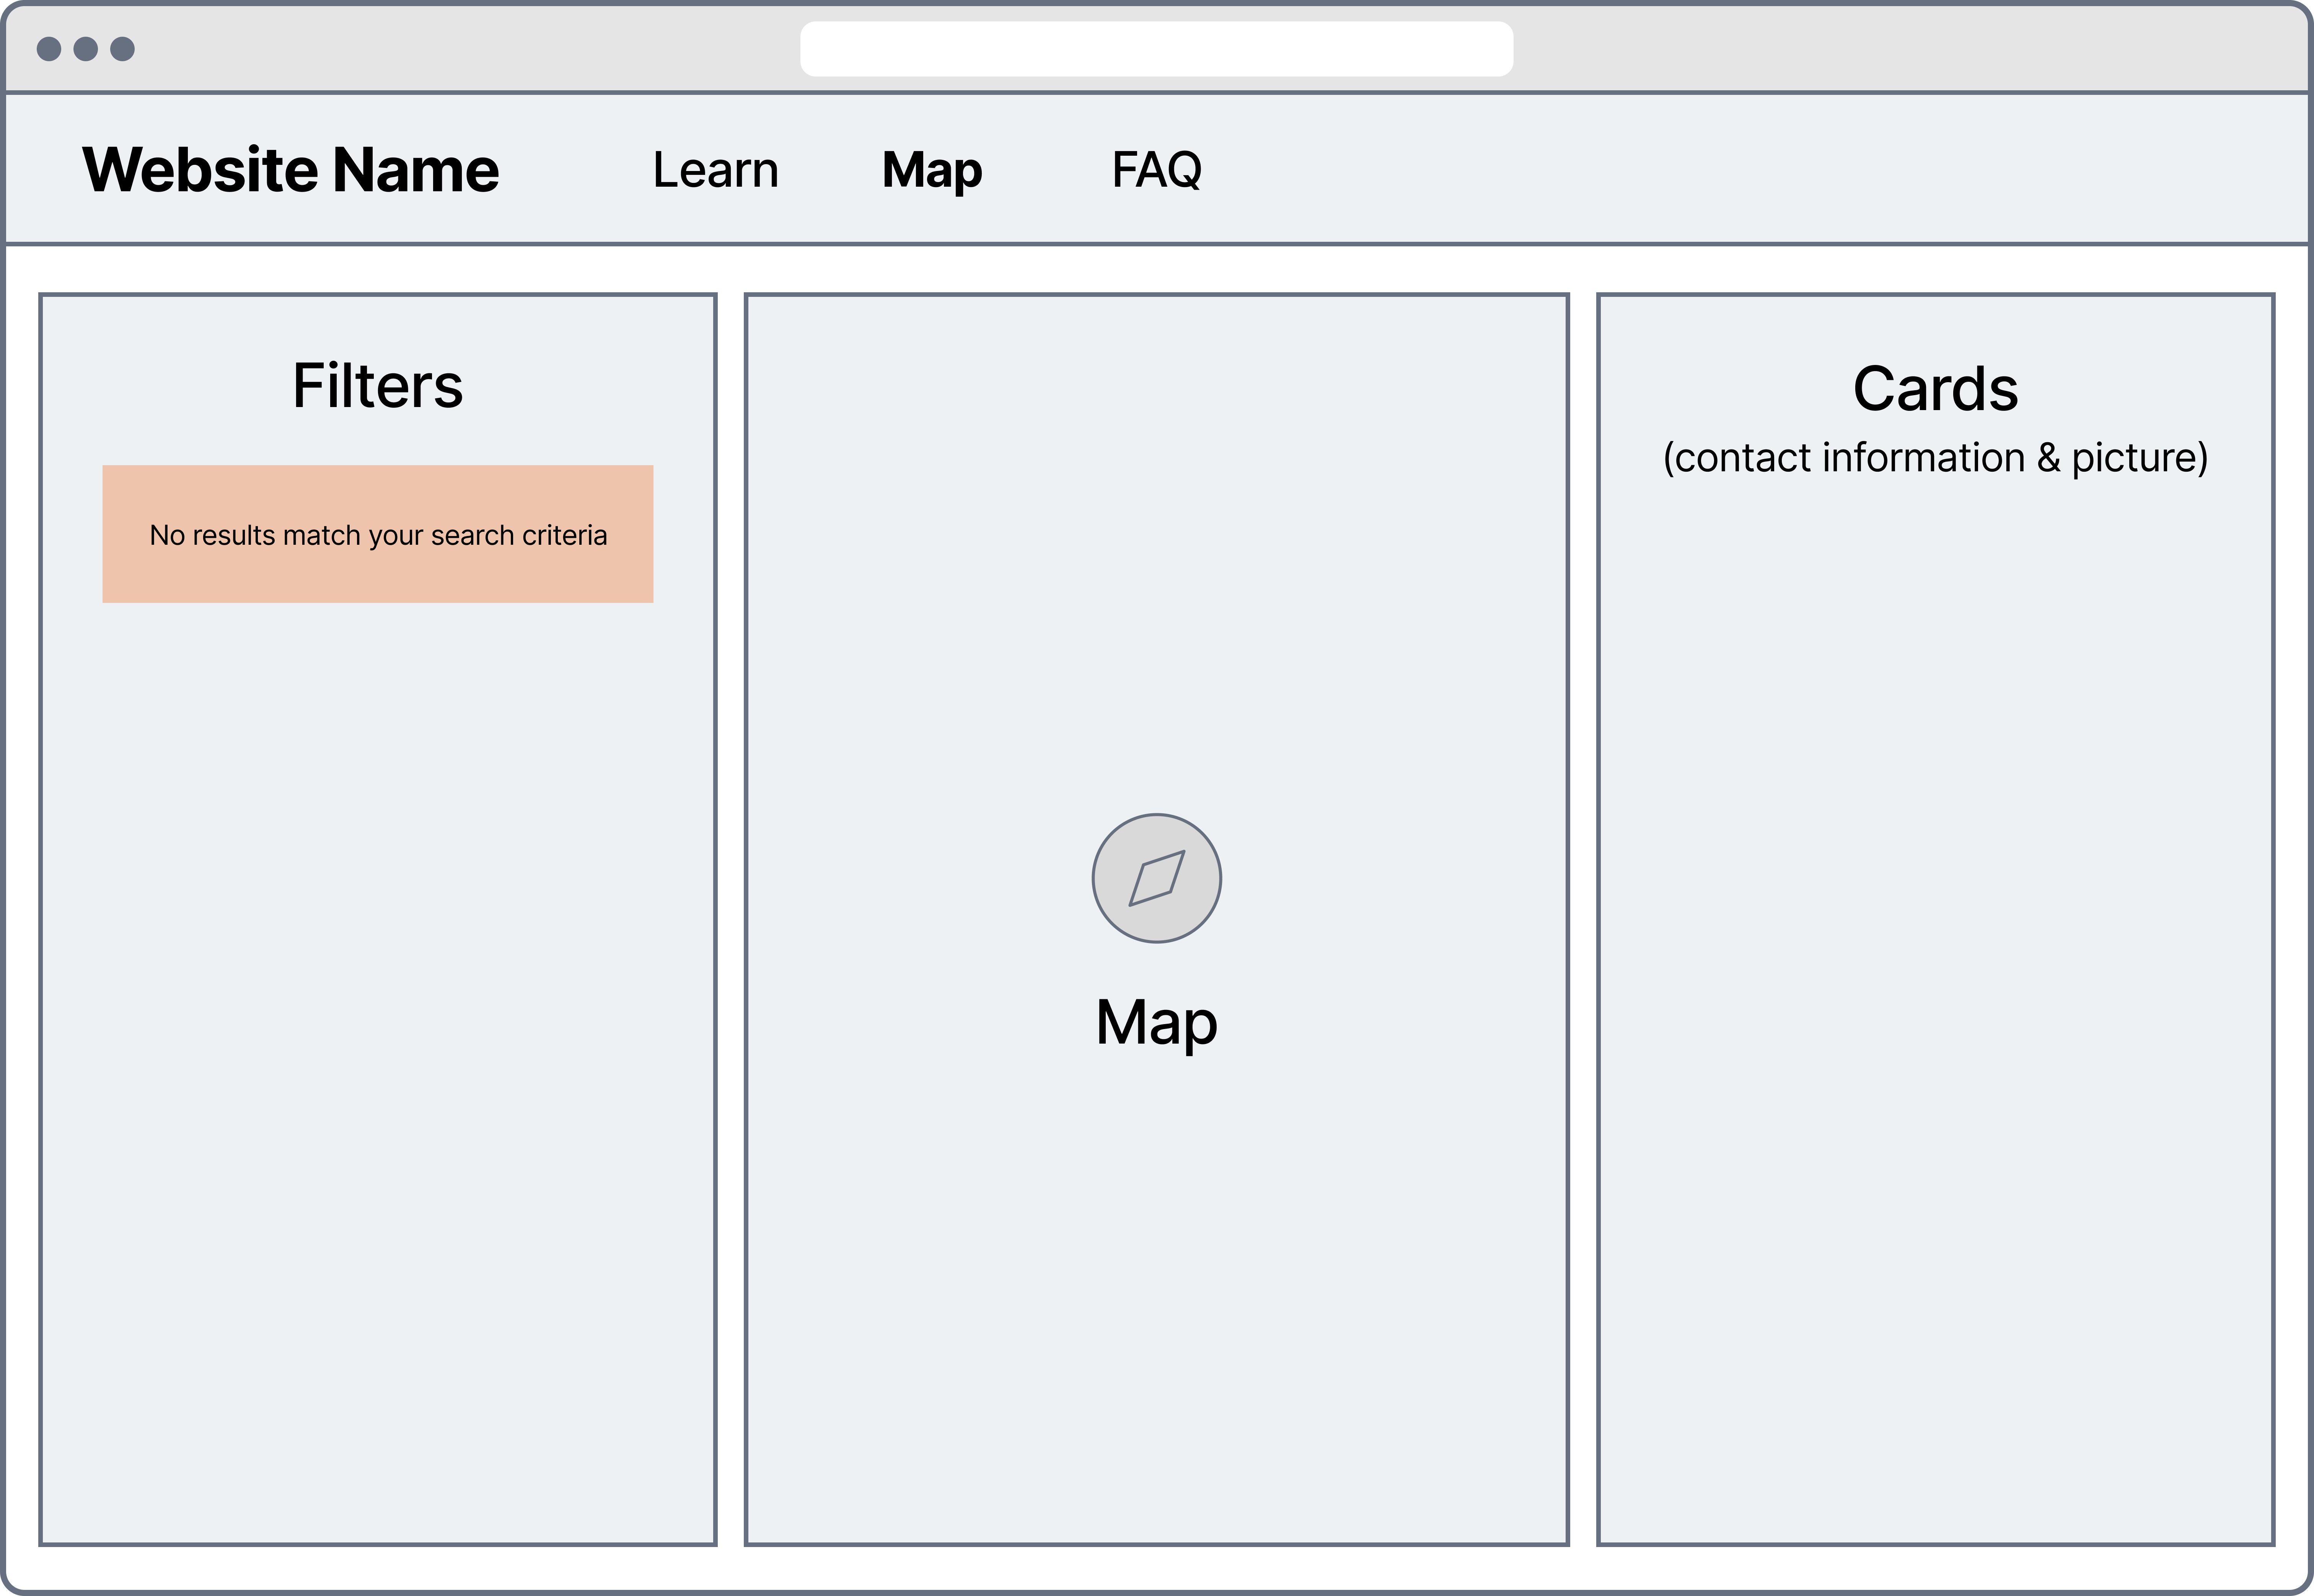 Website Name
Learn
Map
FAQ
Filters
No results match your search criteria
Map
Cards
(contact information & picture)